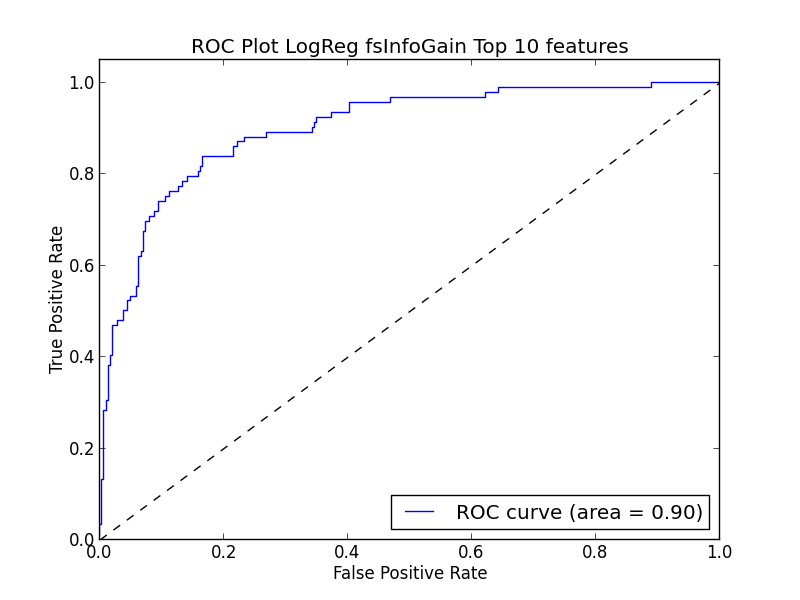 ROC Plot LogReg fsInfoGain Top 10 features
1.0
0.8
0.6
0.4
0.2
0.0
True Positive Rate
ROC curve (area = 0.90)
0.0 0.2 0.4 0.6 0.8 1.0
False Positive Rate